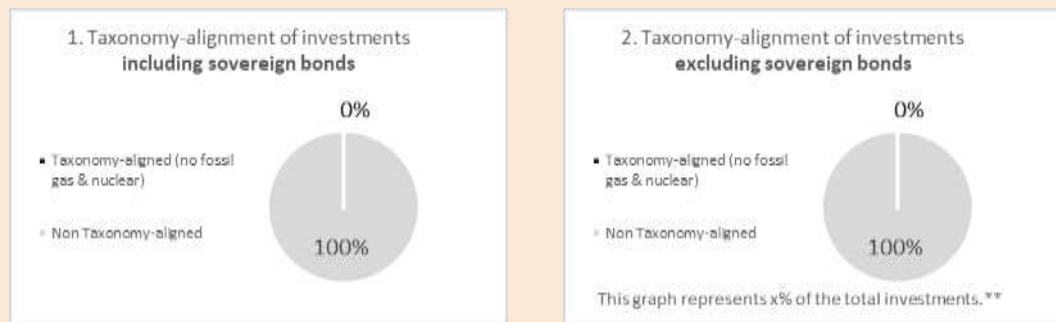 1. Taxonomy-alignment of investments
including sovereign bonds
0%
Taxonomy-aligned (no fossil
gas & nuclear)
Non Taxonomy-aligned
100%
2. Taxonomy-alignment of investments
excluding sovereign bonds
0%
Taxonomy-aligned (no fossil
gas & nuclear)
Non Taxonomy-aligned
100%
This graph represents x% of the total investments.**